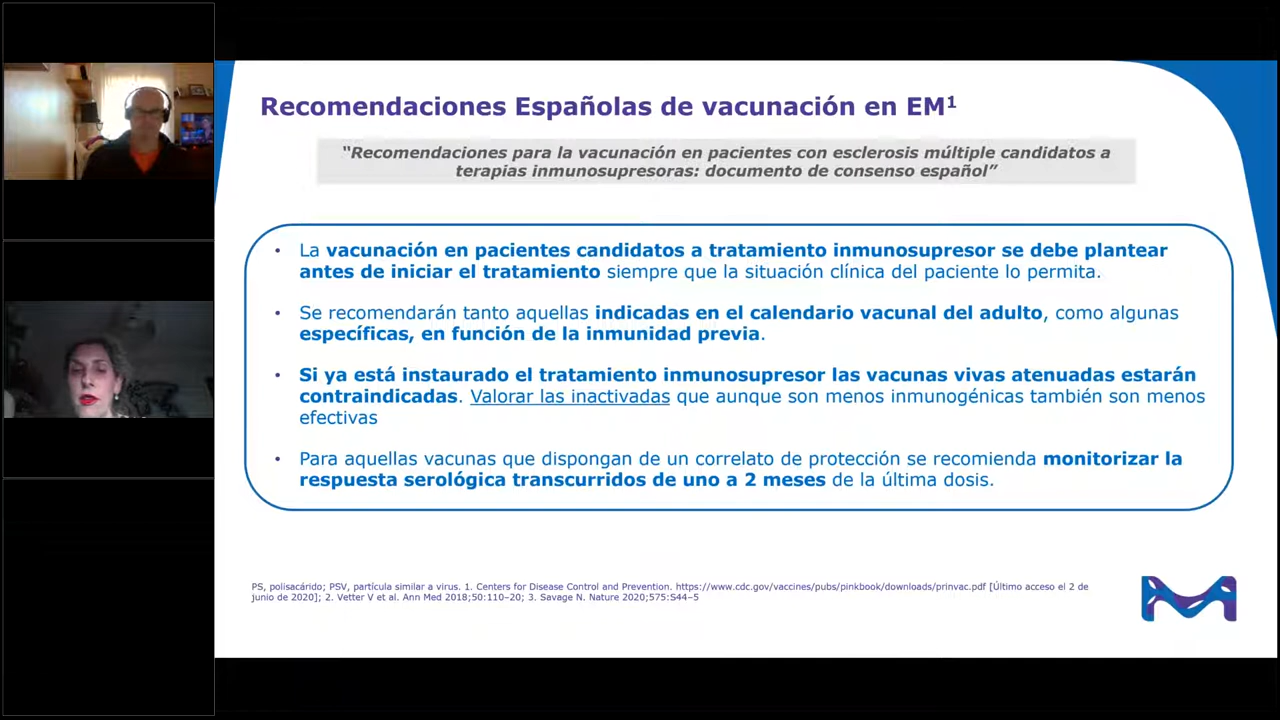 Recomendaciones Españolas de vacunación en EM¹
“Recomendaciones para la vacunación en pacientes con esclerosis múltiple candidatos a
terapias inmunosupresoras: documento de consenso español”
• La vacunación en pacientes candidatos a tratamiento inmunosupresor se debe plantear
antes de iniciar el tratamiento siempre que la situación clínica del paciente lo permita.
• Se recomendarán tanto aquellas indicadas en el calendario vacunal del adulto, como algunas
específicas, en función de la inmunidad previa.
• Si ya está instaurado el tratamiento inmunosupresor las vacunas vivas atenuadas estarán
contraindicadas. Valorar las inactivadas que aunque son menos inmunogénicas también son menos
efectivas
• Para aquellas vacunas que dispongan de un correlato de protección se recomienda monitorizar la
respuesta serológica transcurridos de uno a 2 meses de la última dosis.
PS, polisacárido; PSV, partícula similar a virus. 1. Centers for Disease Control and Prevention. https://www.cdc.gov/vaccines/pubs/pinkbook/downloads/prinvac.pdf [Último acceso el 2 de
junio de 2020]; 2. Vetter V et al. Ann Med 2018;50:110–20; 3. Savage N. Nature 2020;575:S44–5